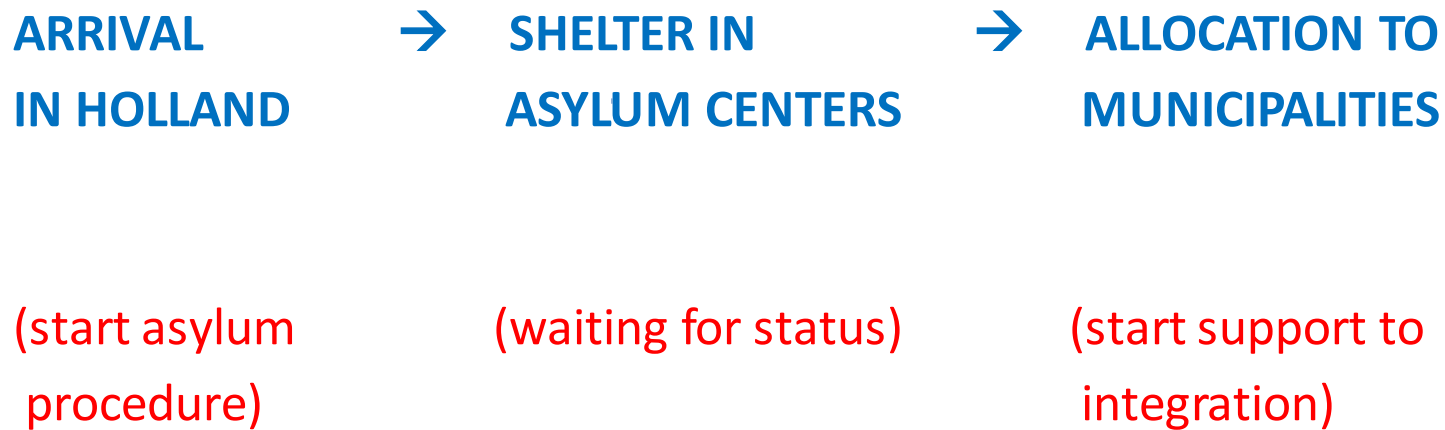 ARRIVAL → SHELTER IN → ALLOCATION TO
IN HOLLAND ASYLUM CENTERS MUNICIPALITIES
(start asylum (waiting for status) (start support to
procedure) integration)